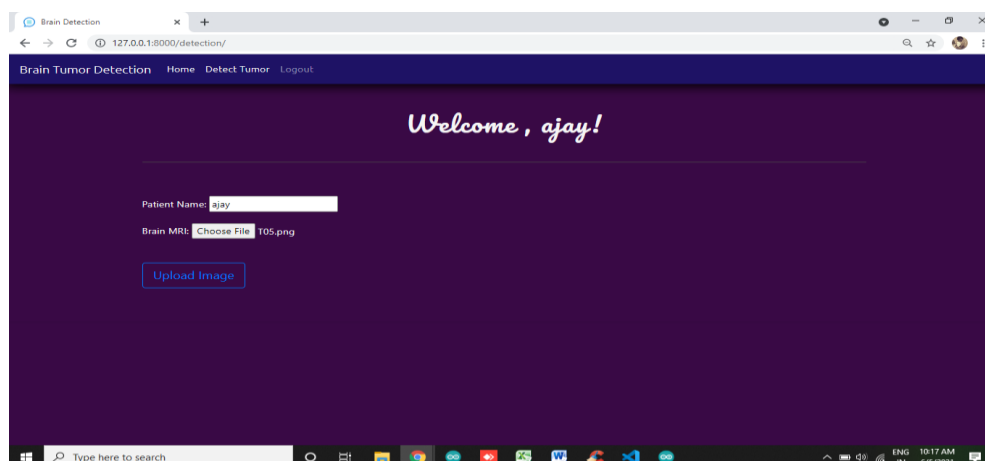 Brain Detection
127.0.0.1:8000/detection/
Brain Tumor Detection Home Detect Tumor Logout
Welcome , ajay!
Patient Name: ajay
Brain MRI: Choose File T05.png
Upload Image
Type here to search
ENG 10:17 AM